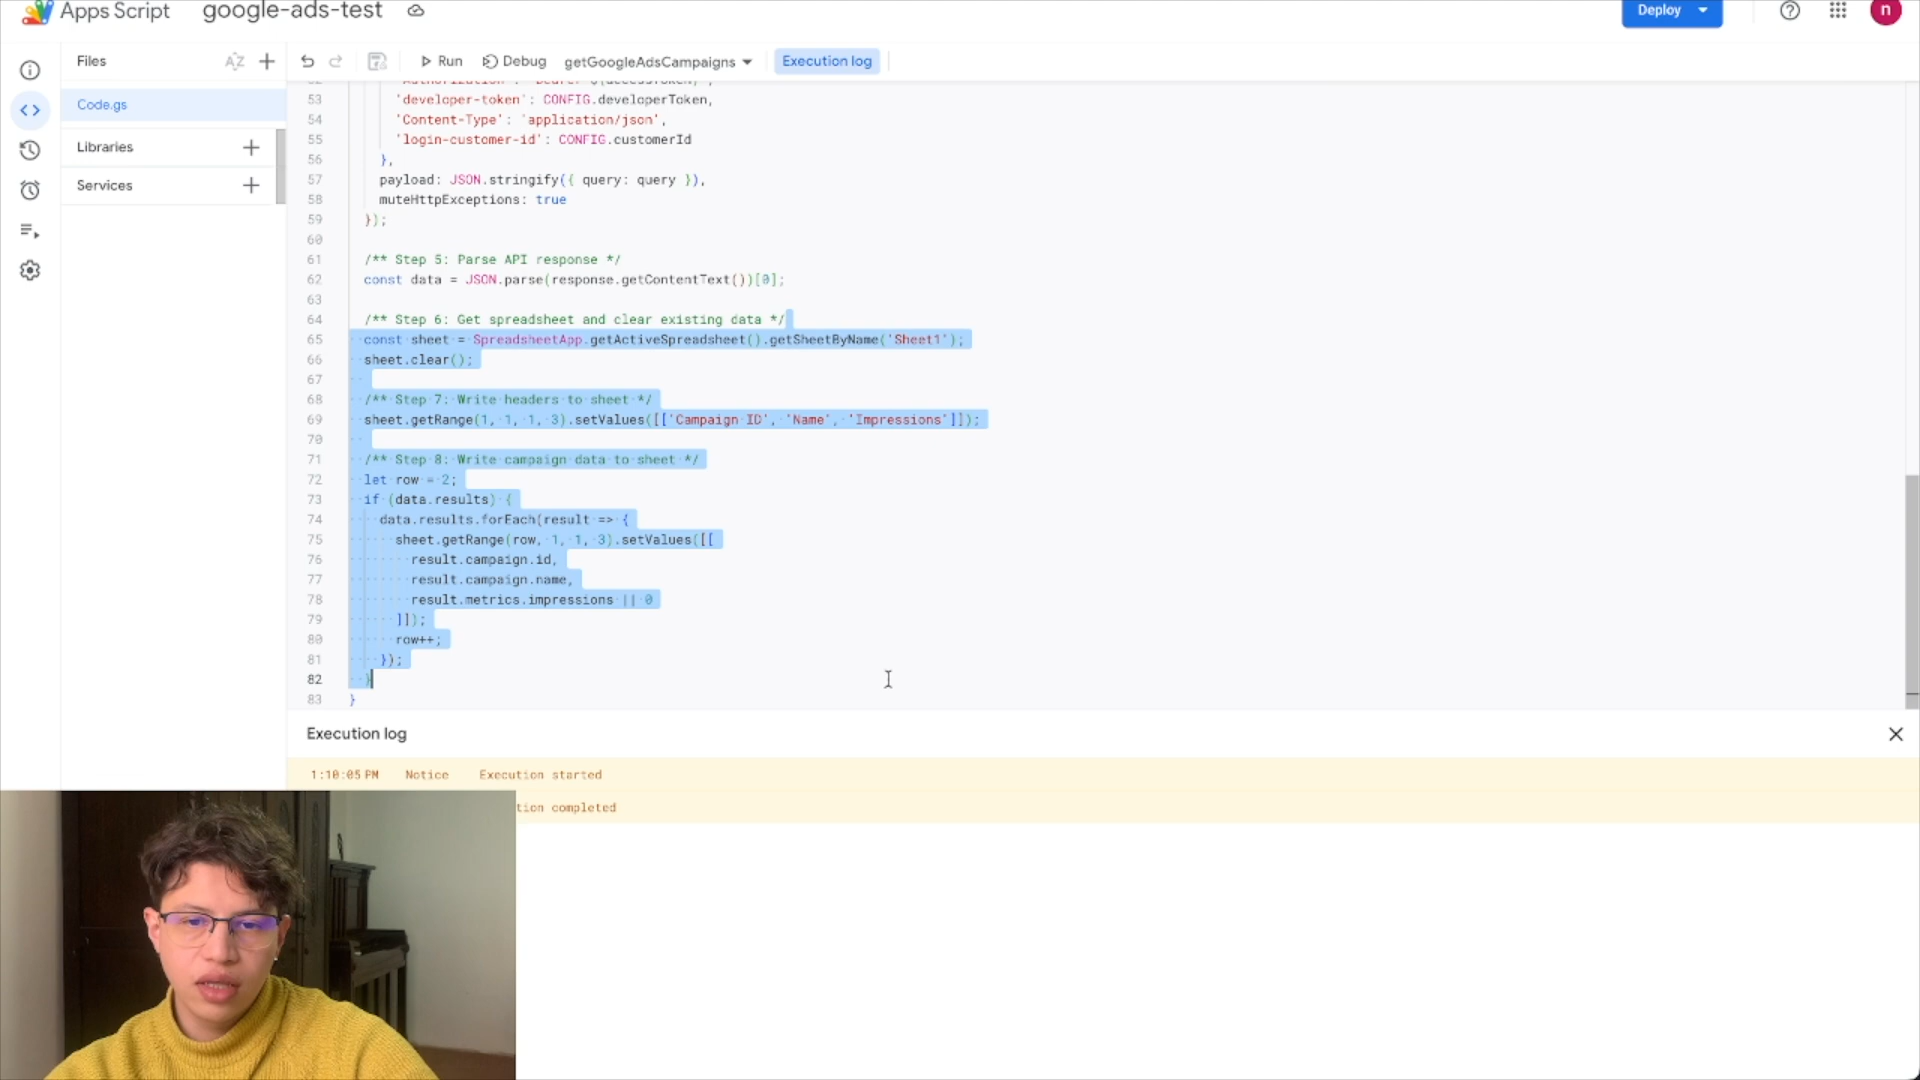 Apps Script
google-ads-test
Deploy
n
Files
AZ
Run
Debug
getGoogleAdsCampaigns
Execution log
Code.gs
Libraries
Services
53 'developer-token': CONFIG.developerToken,
54 'Content-Type': 'application/json',
55 'login-customer-id': CONFIG.customerId
56 },
57 payload: JSON.stringify({ query: query }),
58 muteHttpExceptions: true
59 });
60
61 /** Step 5: Parse API response */
62 const data = JSON.parse(response.getContentText())[0];
63
64 /** Step 6: Get spreadsheet and clear existing data */
65 const sheet = SpreadsheetApp.getActiveSpreadsheet().getSheetByName('Sheet1');
66 sheet.clear();
67
68 /** Step 7: Write headers to sheet */
69 sheet.getRange(1, 1, 1, 3).setValues([['Campaign ID', 'Name', 'Impressions']]);
70
71 /** Step 8: Write campaign data to sheet */
72 let row = 2;
73 if (data.results) {
74 data.results.forEach(result => {
75 sheet.getRange(row, 1, 1, 3).setValues([[
76 result.campaign.id,
77 result.campaign.name,
78 result.metrics.impressions || 0
79 ]]);
80 row++;
81 });
82 }
83 }
Execution log
1:10:05 PM Notice Execution started
tion completed